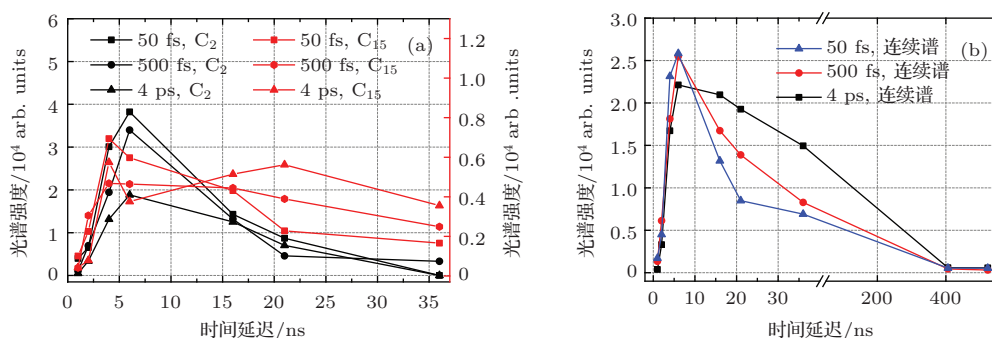 (a)
50 fs, C2
500 fs, C2
4 ps, C2
50 fs, C15
500 fs, C15
4 ps, C15
光谱强度/10⁴ arb. units
6
5
4
3
2
1
0
0 5 10 15 20 25 30 35
时间延迟/ns
1.2
1.0
0.8
0.6
0.4
0.2
0
光谱强度/10⁴ arb .units
(b)
50 fs, 连续谱
500 fs, 连续谱
4 ps, 连续谱
光谱强度/10⁴ arb. units
3.0
2.5
2.0
1.5
1.0
0.5
0
0 10 20 30 200 400
时间延迟/ns